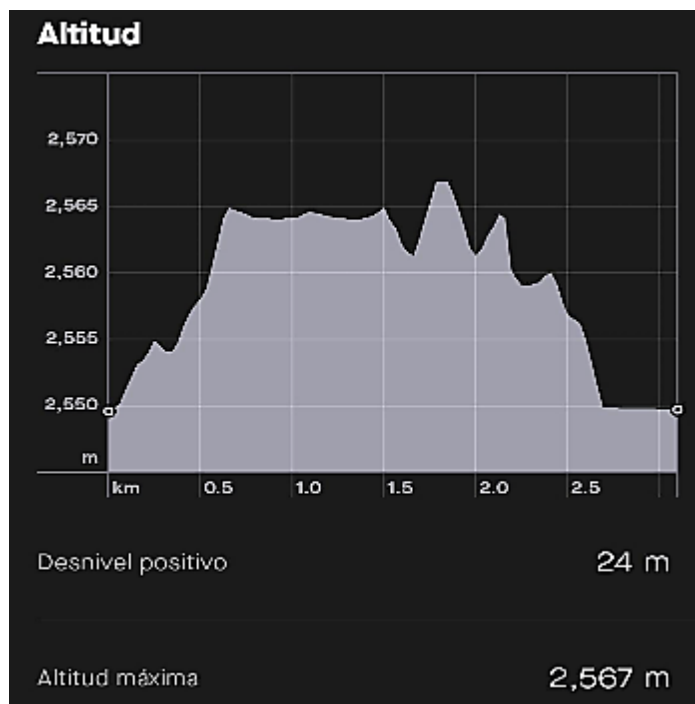 Altitud
2,570
2,565
2,560
2,555
2,550
m
km 0.5 1.0 1.5 2.0 2.5
Desnivel positivo 24 m
Altitud máxima 2,567 m